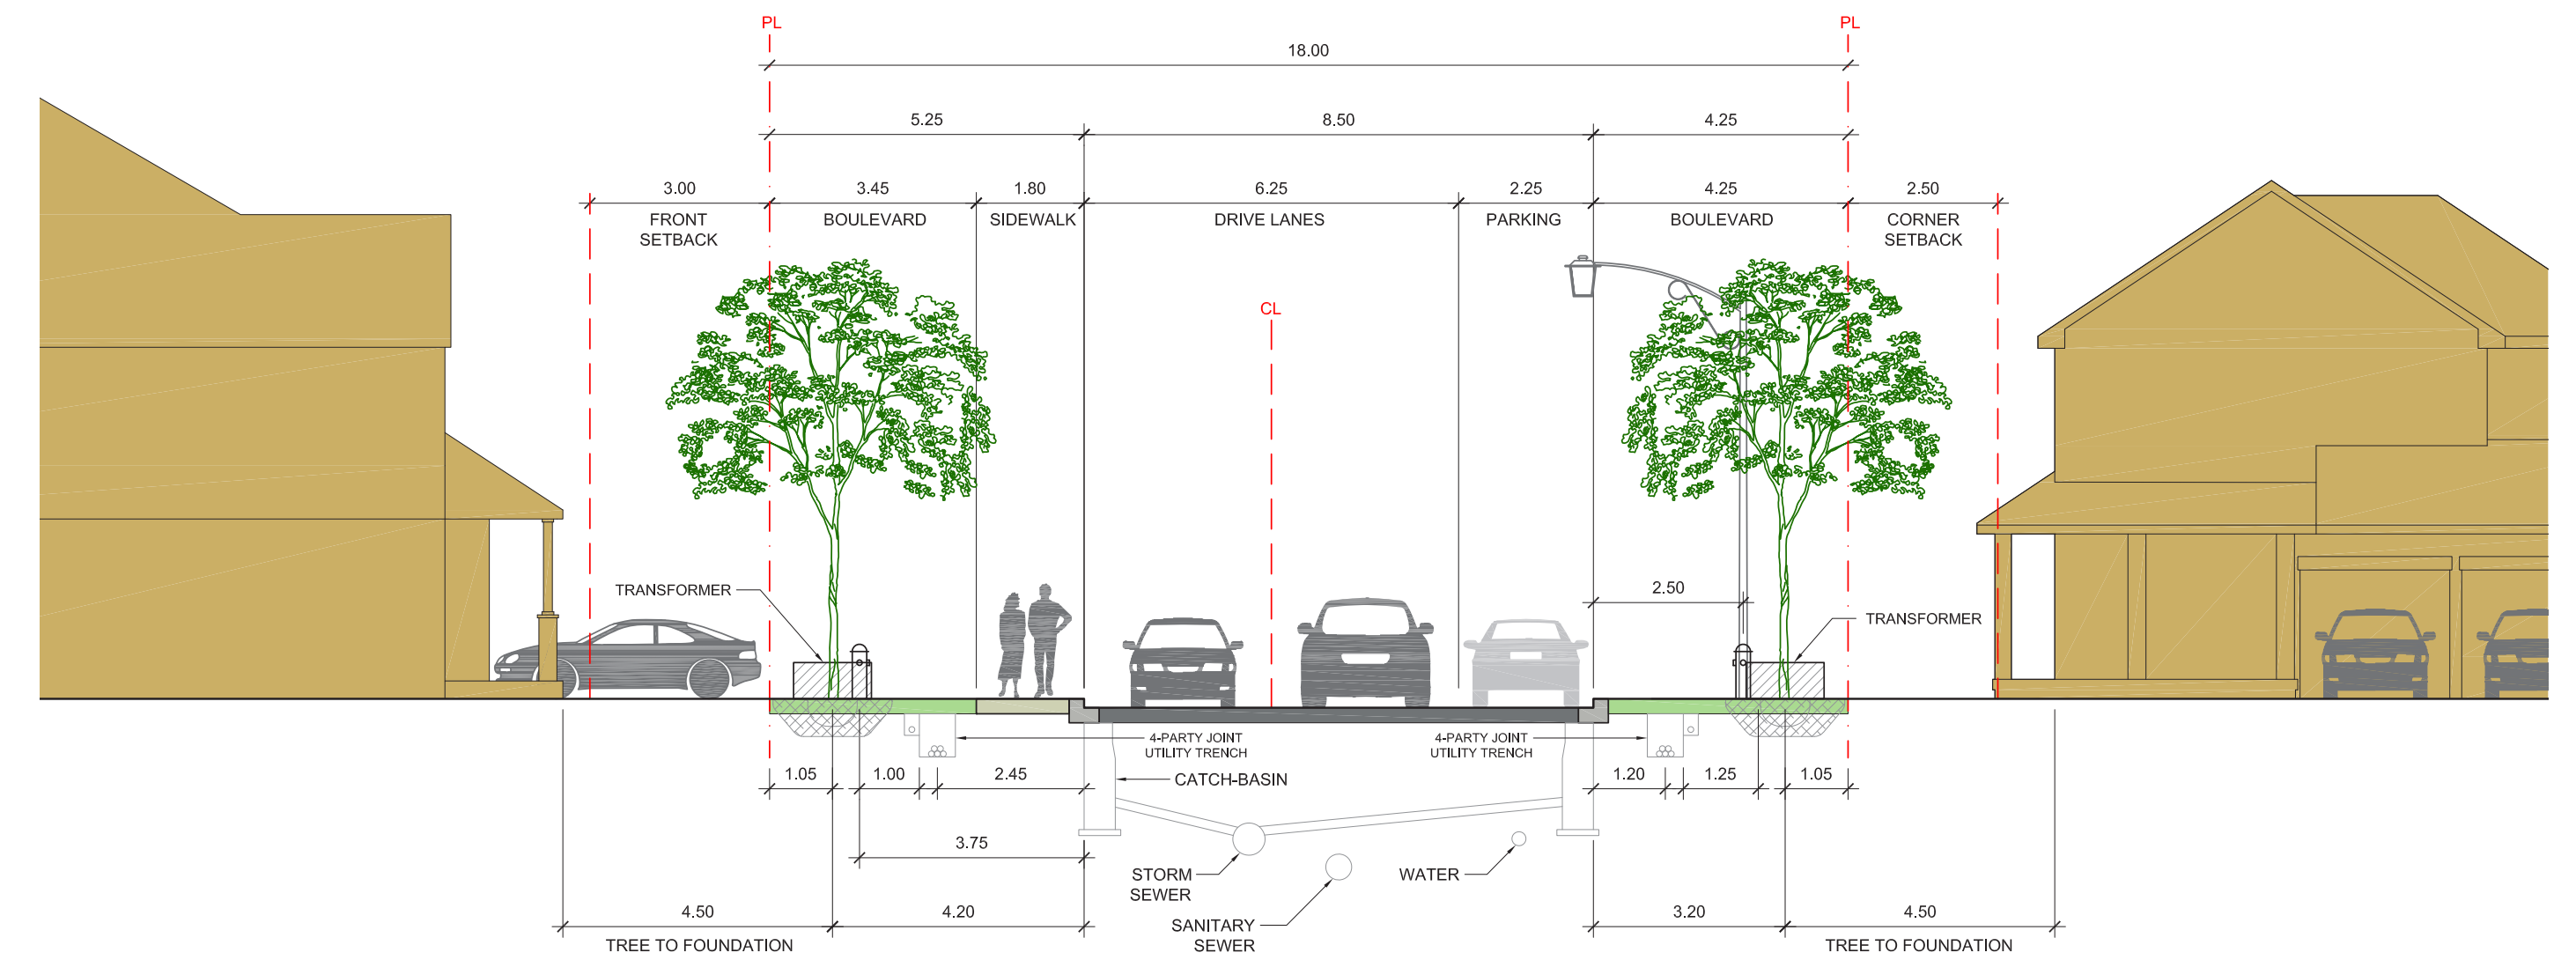 PL
PL
18.00
5.25
8.50
4.25
3.00
3.45
1.80
6.25
2.25
4.25
2.50
FRONT
SETBACK
BOULEVARD
SIDEWALK
DRIVE LANES
PARKING
BOULEVARD
CORNER
SETBACK
CL
TRANSFORMER
2.50
TRANSFORMER
4-PARTY JOINT
UTILITY TRENCH
4-PARTY JOINT
UTILITY TRENCH
1.05
1.00
2.45
CATCH-BASIN
1.20
1.25
1.05
3.75
STORM
SEWER
WATER
SANITARY
SEWER
4.50
4.20
3.20
4.50
TREE TO FOUNDATION
TREE TO FOUNDATION